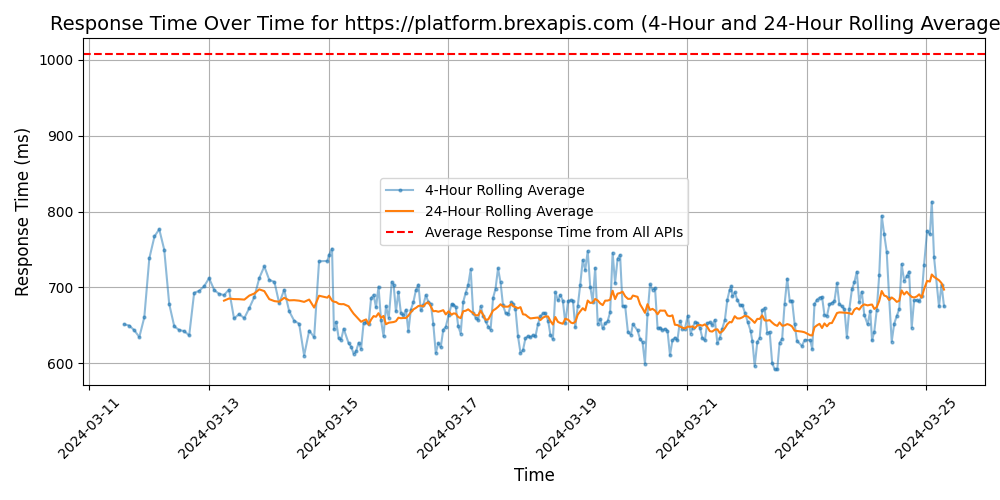 Response Time Over Time for https://platform.brexapis.com (4-Hour and 24-Hour Rolling Average
Response Time (ms)
1000
900
800
700
600
4-Hour Rolling Average
24-Hour Rolling Average
Average Response Time from All APIs
2024-03-11
2024-03-13
2024-03-15
2024-03-17
2024-03-19
2024-03-21
2024-03-23
2024-03-25
Time